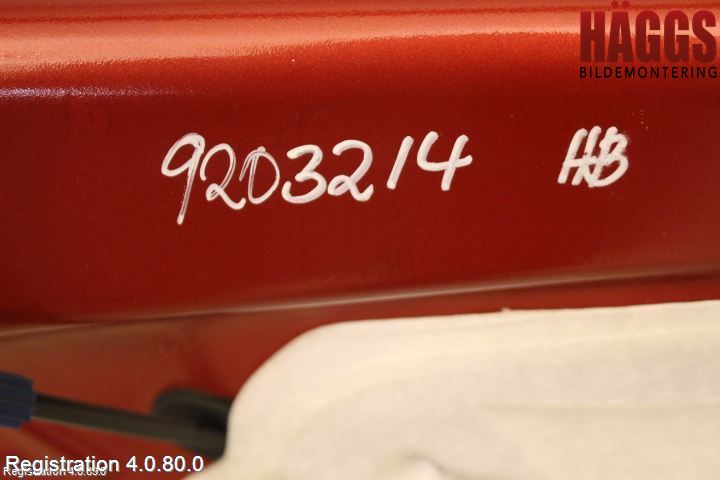 HÄGGS
BILDEMONTERING
9203214 HB
Registration 4.0.80.0